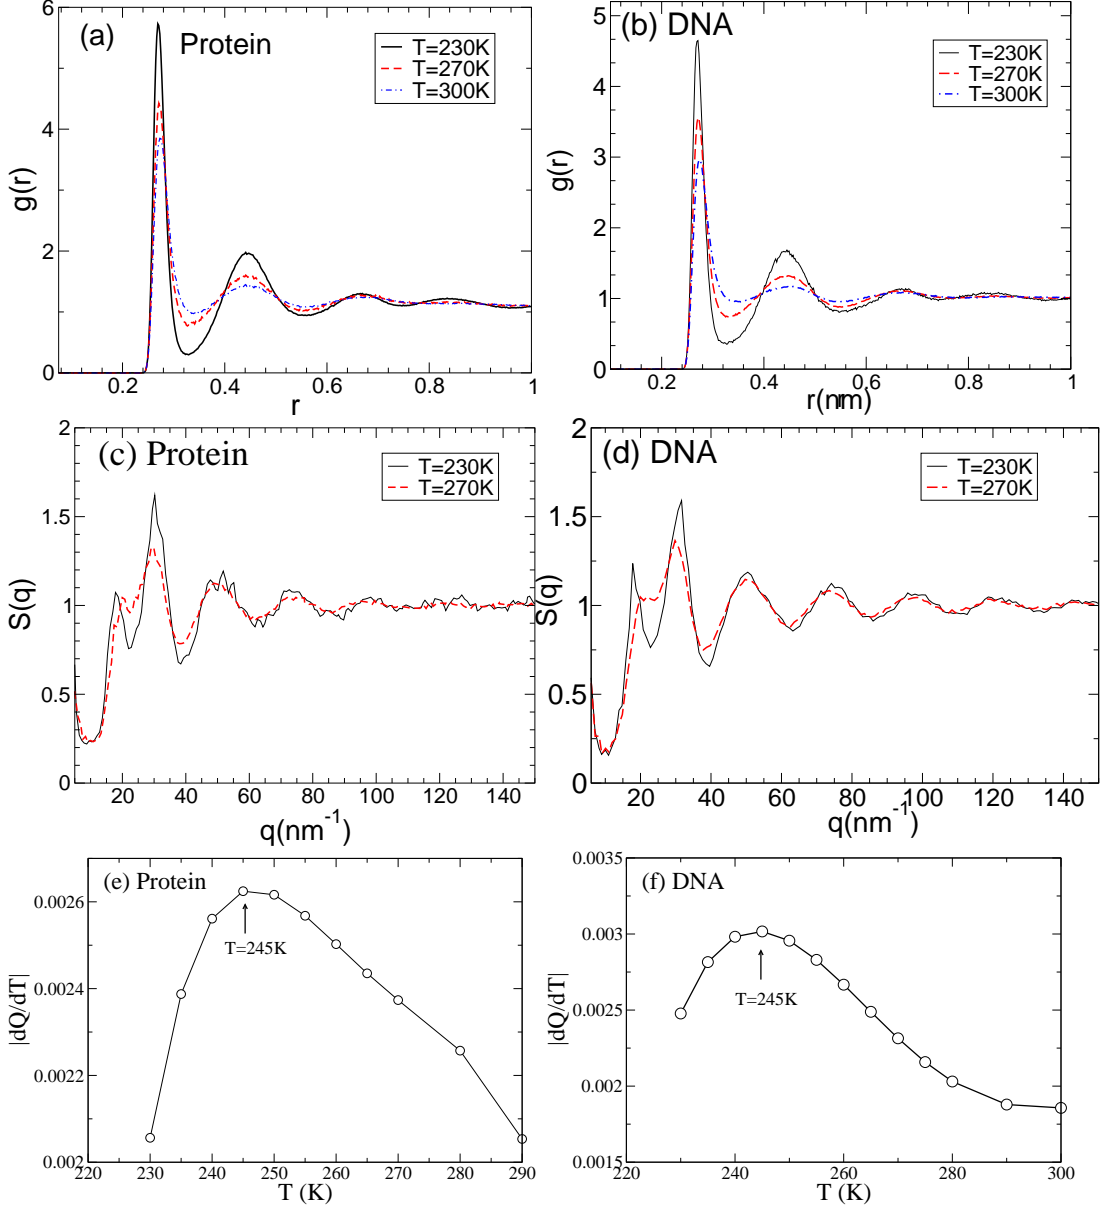 (a) Protein
T=230K
T=270K
T=300K
6
4
2
0
g(r)
0.2 0.4 0.6 0.8 1
r
(b) DNA
T=230K
T=270K
T=300K
5
4
3
2
1
0
g(r)
0.2 0.4 0.6 0.8 1
r(nm)
(c) Protein
T=230K
T=270K
2
1.5
1
0.5
0
S(q)
20 40 60 80 100 120 140
q(nm⁻¹)
(d) DNA
T=230K
T=270K
2
1.5
1
0.5
0
S(q)
20 40 60 80 100 120 140
q(nm⁻¹)
(e) Protein
0.0026
0.0024
0.0022
0.002
|dQ/dT|
T=245K
220 230 240 250 260 270 280 290
T (K)
(f) DNA
0.0035
0.003
0.0025
0.002
0.0015
|dQ/dT|
T=245K
220 240 260 280 300
T (K)